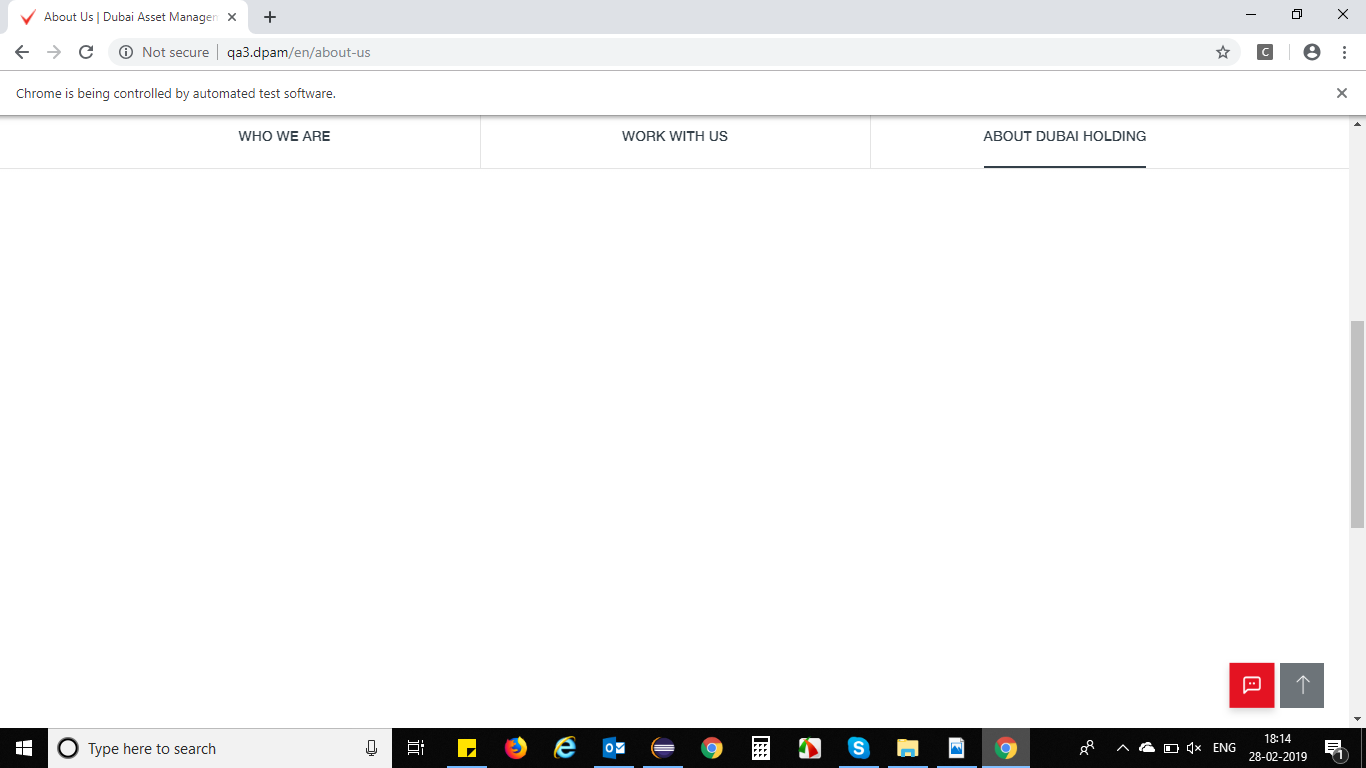 About Us | Dubai Asset Managem
Not secure
qa3.dpam/en/about-us
C
Chrome is being controlled by automated test software.
WHO WE ARE
WORK WITH US
ABOUT DUBAI HOLDING
Type here to search
ENG
18:14
28-02-2019
1